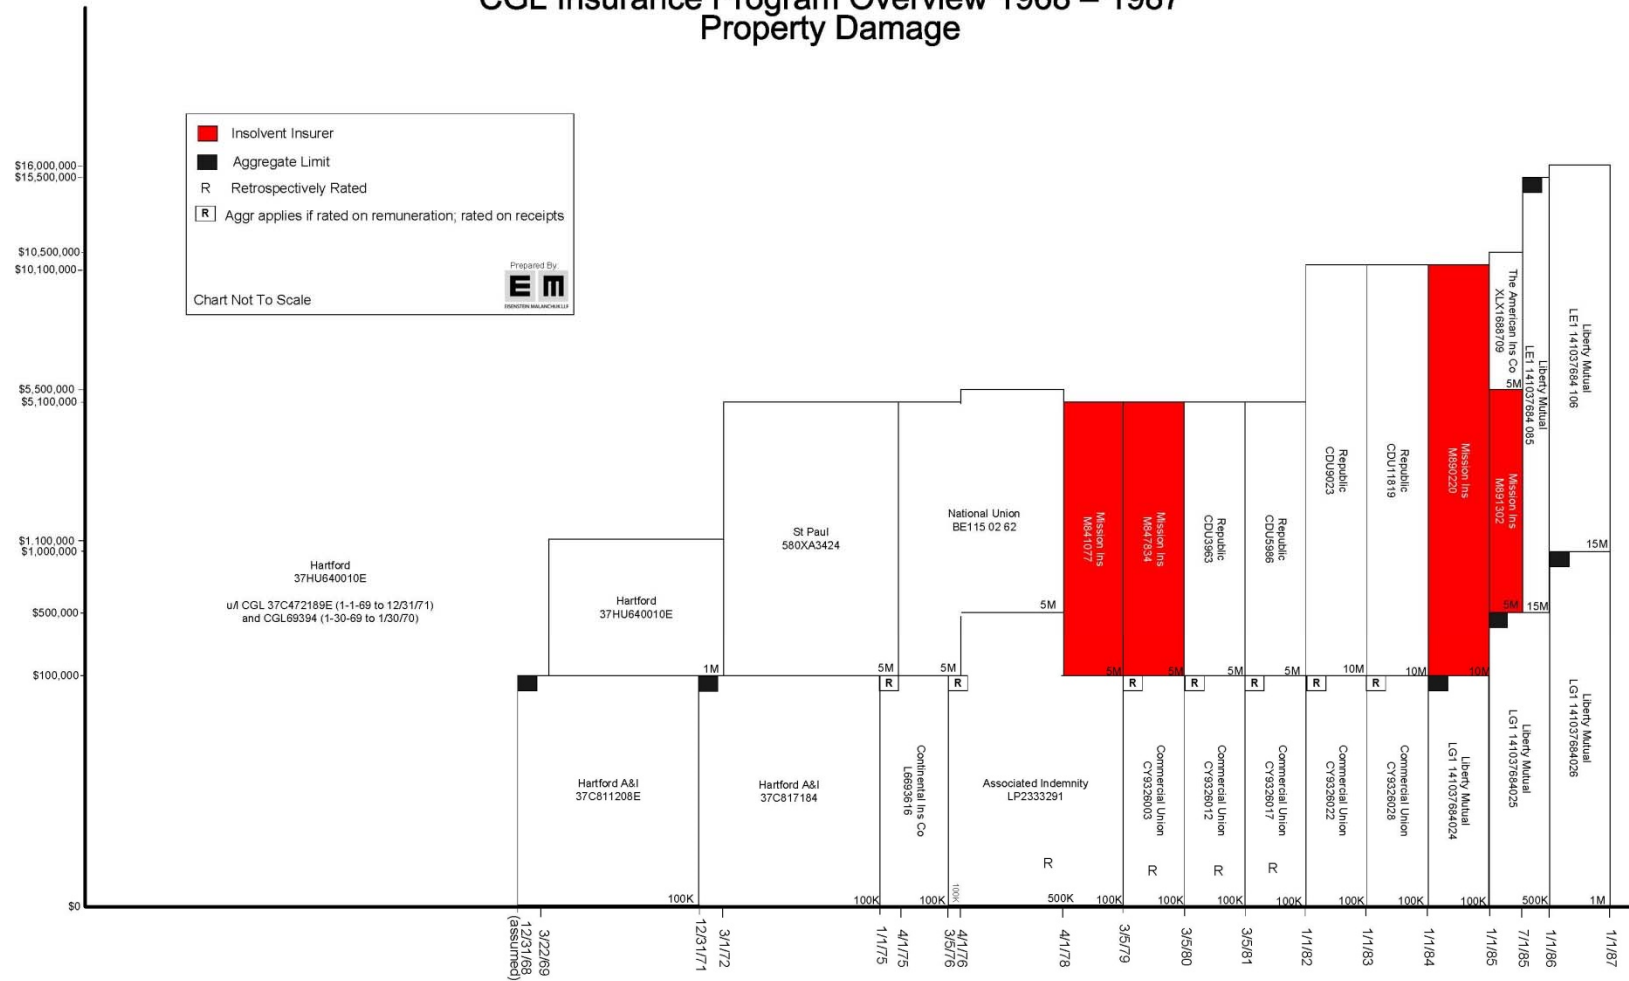 CGL Insurance Program Overview 1968 – 1987
Property Damage
Insolvent Insurer
Aggregate Limit
R Retrospectively Rated
R Aggr applies if rated on remuneration; rated on receipts
Prepared By
E M
EISENSTEIN MALANCHUK LLP
Chart Not To Scale
$16,000,000
$15,500,000
$10,500,000
$10,100,000
$5,500,000
$5,100,000
$1,100,000
$1,000,000
$500,000
$100,000
$0
Hartford
37HU640010E
u/l CGL 37C472189E (1-1-69 to 12/31/71)
and CGL69394 (1-30-69 to 1/30/70)
Hartford
37HU640010E
1M
St Paul
580XA3424
5M
National Union
BE115 02 62
5M
5M
Mission Ins
M841077
5M
Mission Ins
M847834
5M
Republic
CDU3963
5M
Republic
CDU5986
5M
Republic
CDU9023
10M
Republic
CDU11819
10M
Mission Ins
M890220
10M
The American Ins Co
XLX1688709
5M
Mission Ins
M891302
5M
Liberty Mutual
LE1 141037684 085
15M
Liberty Mutual
LE1 141037684 106
15M
Hartford A&I
37C811208E
100K
Hartford A&I
37C817184
100K
R
Continental Ins Co
L6693616
100K
R
100K
Associated Indemnity
LP2333291
R
500K
100K
R
Commercial Union
CY9326003
R
100K
R
Commercial Union
CY9326012
R
100K
R
Commercial Union
CY9326017
R
100K
R
Commercial Union
CY9326022
100K
R
Commercial Union
CY9326028
100K
Liberty Mutual
LG1 141037684024
100K
Liberty Mutual
LG1 141037684025
500K
Liberty Mutual
LG1 141037684026
1M
12/31/68
(assumed)
3/22/69
12/31/71
3/1/72
1/1/75
4/1/75
3/5/76
4/1/76
4/1/78
3/5/79
3/5/80
3/5/81
1/1/82
1/1/83
1/1/84
1/1/85
7/1/85
1/1/86
1/1/87